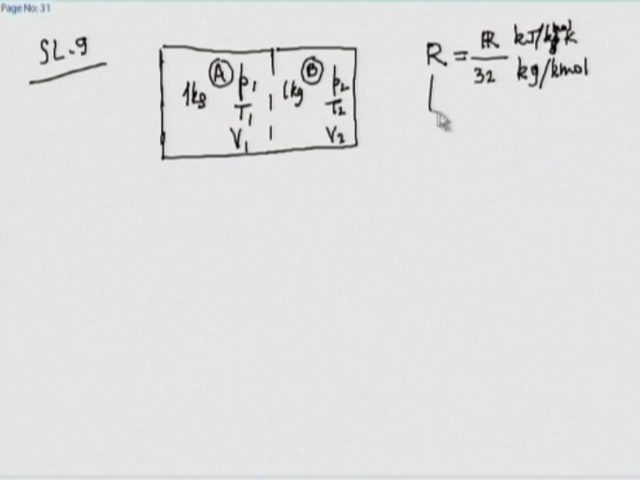 Page No: 31
SL.9
A B
1kg p₁ 1kg p₂
T₁ T₂
V₁ V₂
R = R/32 kJ/kmol K
kg/kmol